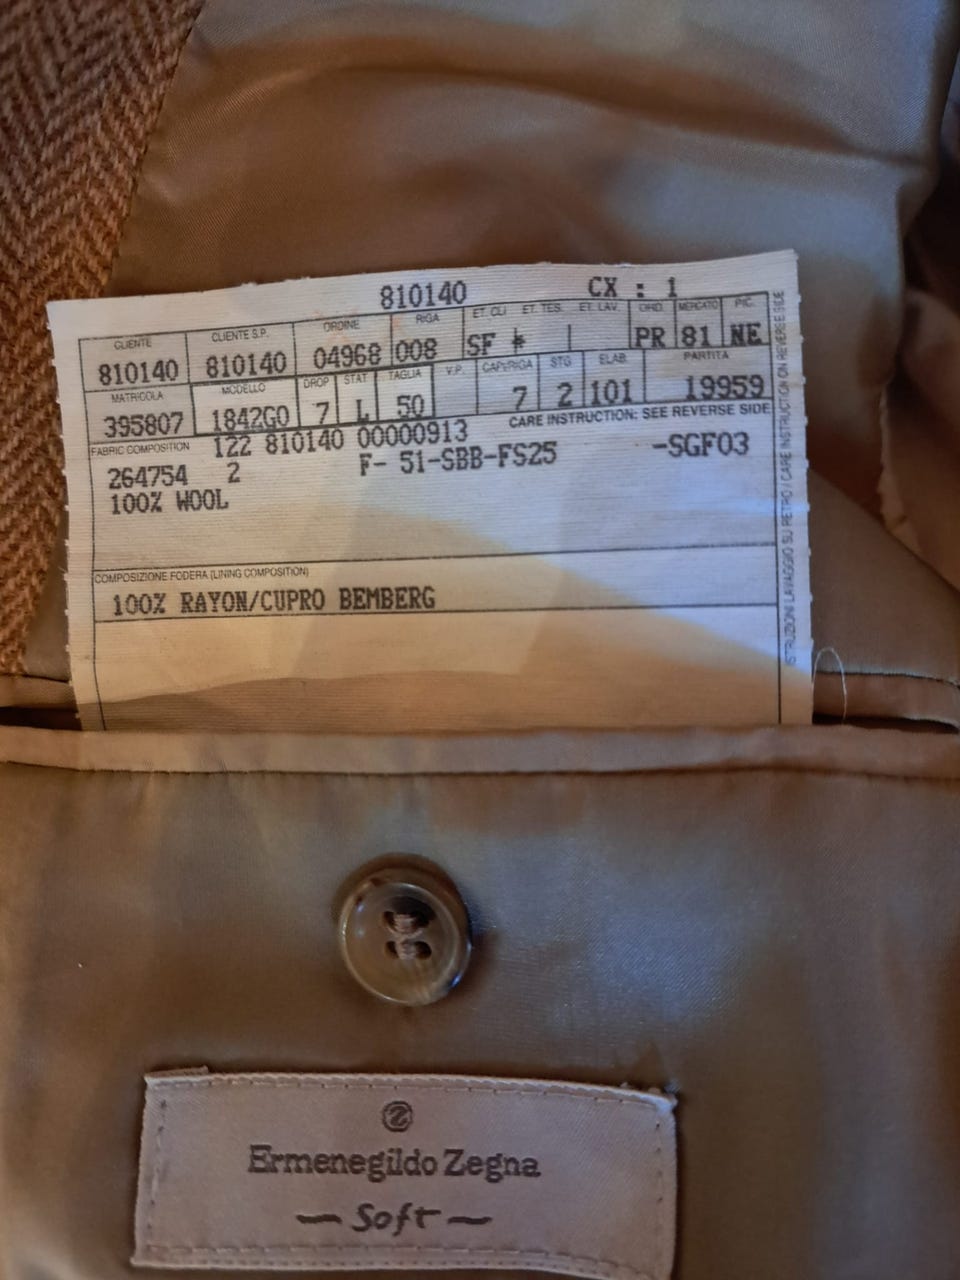 810140 CX : 1
CLIENTE CLIENTE S.P. ORDINE RIGA ET. CLI ET. TES. ET. LAV. ORD. MERCATO PIC.
810140 810140 04968 008 SF # PR 81 NE
MATRICOLA MODELLO DROP STAT TAGLIA V.P. CAPI/RIGA STG ELAB. PARTITA
395807 1842G0 7 L 50 7 2 101 19959
CARE INSTRUCTION: SEE REVERSE SIDE
FABRIC COMPOSITION 122 810140 00000913
264754 2 F- 51-SBB-FS25 -SGF03
100% WOOL
COMPOSIZIONE FODERA (LINING COMPOSITION)
100% RAYON/CUPRO BEMBERG
ISTRUZIONI LAVAGGIO SU RETRO / CARE INSTRUCTION ON REVERSE SIDE
Z
Ermenegildo Zegna
— Soft —